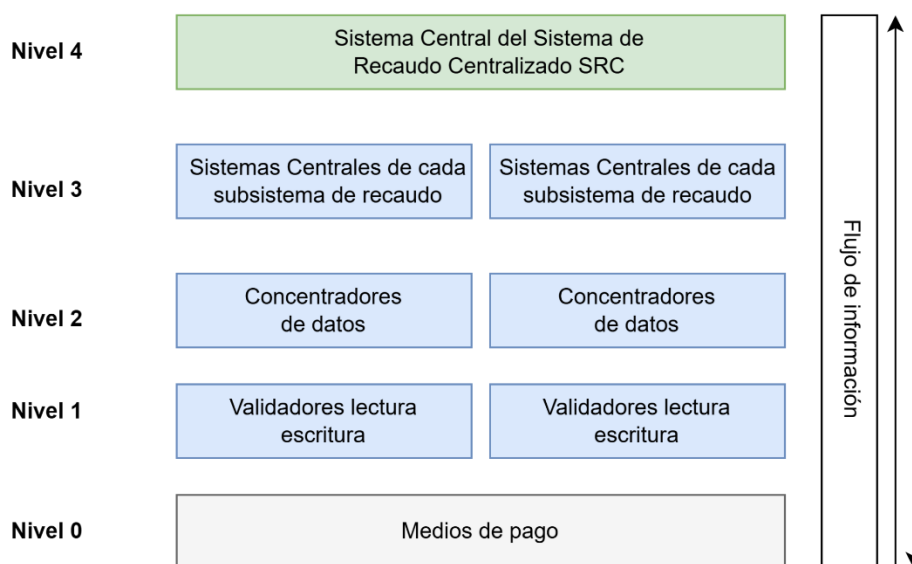 Nivel 4
Sistema Central del Sistema de
Recaudo Centralizado SRC
Nivel 3
Sistemas Centrales de cada
subsistema de recaudo
Sistemas Centrales de cada
subsistema de recaudo
Nivel 2
Concentradores
de datos
Concentradores
de datos
Nivel 1
Validadores lectura
escritura
Validadores lectura
escritura
Nivel 0
Medios de pago
Flujo de información